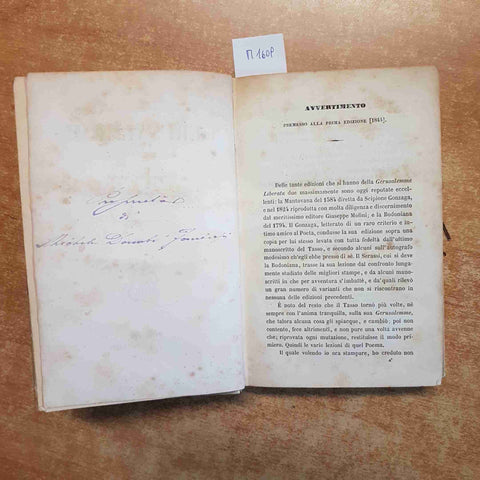 M 160P
Proprietà
di
AVVERTIMENTO
PREMESSO ALLA PRIMA EDIZIONE [1844].
Delle tante edizioni che si hanno della Gerusalemme
Liberata due massimamente sono oggi reputate eccel-
lenti: la Mantovana del 1584 diretta da Scipione Gonzaga,
e nel 1824 riprodotta con molta diligenza e discernimento
dal meritissimo editore Giuseppe Molini; e la Bodoniana
del 1794. Il Gonzaga, letterato di un raro criterio e in-
timo amico al Poeta, condusse la sua edizione sopra una
copia per lui stesso levata con tutta fedeltà dall'ultimo
manoscritto del Tasso, e secondo alcuni sull'autografo
medesimo ch'egli ebbe presso di sè. Il Serassi, cui si deve
la Bodoniana, trasse la sua lezione dal confronto lungamente
studiato delle migliori stampe, e da alcuni mano-
scritti in che per avventura s'imbattè, e da' quali rilevò
un gran numero di varianti che non si riscontrano in
nessuna delle edizioni precedenti.
È noto del resto che il Tasso tornò più volte, nè
sempre con l'anima tranquilla, sulla sua Gerusalemme,
che talora alcuna cosa gli spiacque, e cambiò; poi non
contento, fece altrimenti, e non pure una volta avvenne
che; riprovata ogni mutazione, restituisse il modo pri-
miero. Quindi le varie lezioni di quel Poema.
Il quale volendo io ora stampare, ho creduto non